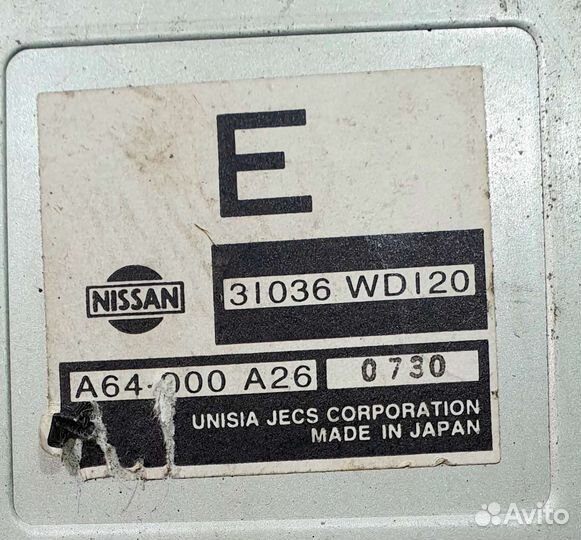 E
NISSAN
31036 WD120
A64-000 A26
0730
UNISIA JECS CORPORATION
MADE IN JAPAN
Avito